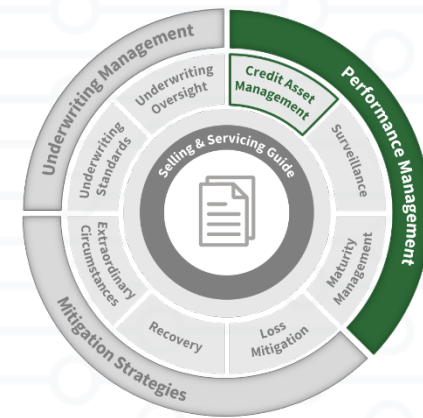 Underwriting Management
Performance Management
Mitigation Strategies
Underwriting
Oversight
Credit Asset
Management
Surveillance
Maturity
Management
Loss
Mitigation
Recovery
Extraordinary
Circumstances
Underwriting
Standards
Selling & Servicing Guide